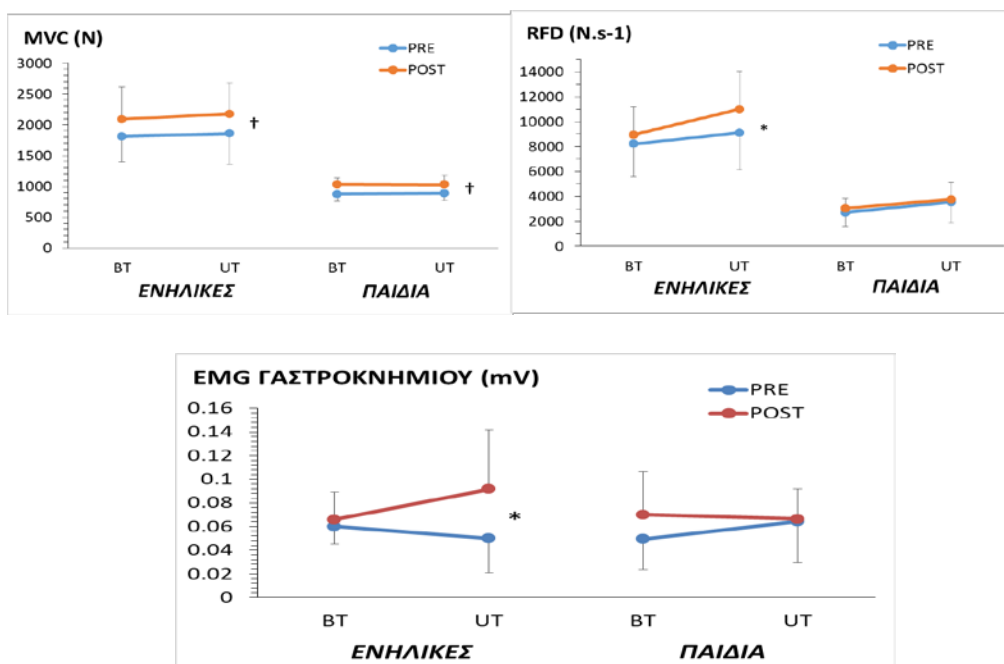 MVC (N)
PRE
POST
3000
2500
2000
1500
1000
500
0
†
†
BT
UT
BT
UT
ΕΝΗΛΙΚΕΣ
ΠΑΙΔΙΑ
RFD (N.s-1)
PRE
POST
14000
12000
10000
8000
6000
4000
2000
0
*
BT
UT
BT
UT
ΕΝΗΛΙΚΕΣ
ΠΑΙΔΙΑ
EMG ΓΑΣΤΡΟΚΝΗΜΙΟΥ (mV)
PRE
POST
0.16
0.14
0.12
0.1
0.08
0.06
0.04
0.02
0
*
BT
UT
BT
UT
ΕΝΗΛΙΚΕΣ
ΠΑΙΔΙΑ